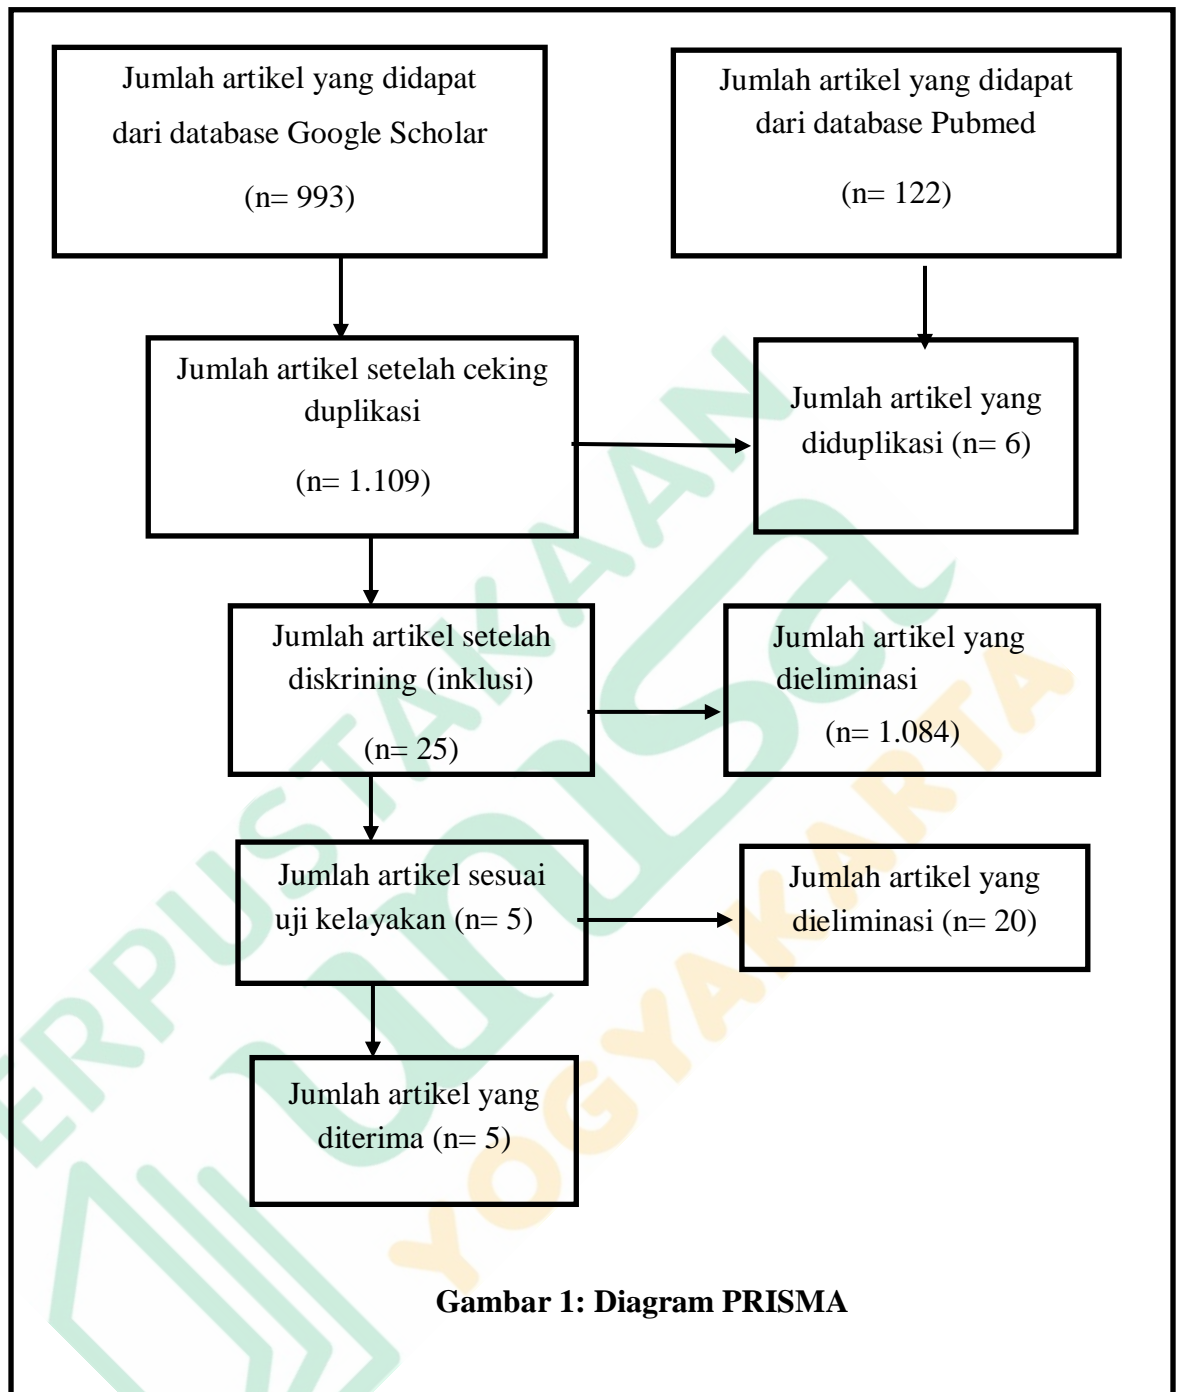 Jumlah artikel yang didapat
dari database Google Scholar
(n= 993)
Jumlah artikel yang didapat
dari database Pubmed
(n= 122)
Jumlah artikel setelah ceking
duplikasi
(n= 1.109)
Jumlah artikel yang
diduplikasi (n= 6)
Jumlah artikel setelah
diskrining (inklusi)
(n= 25)
Jumlah artikel yang
dieliminasi
(n= 1.084)
Jumlah artikel sesuai
uji kelayakan (n= 5)
Jumlah artikel yang
dieliminasi (n= 20)
Jumlah artikel yang
diterima (n= 5)
Gambar 1: Diagram PRISMA
ERPUSTAKAAN
unisa
YOGYAKARTA